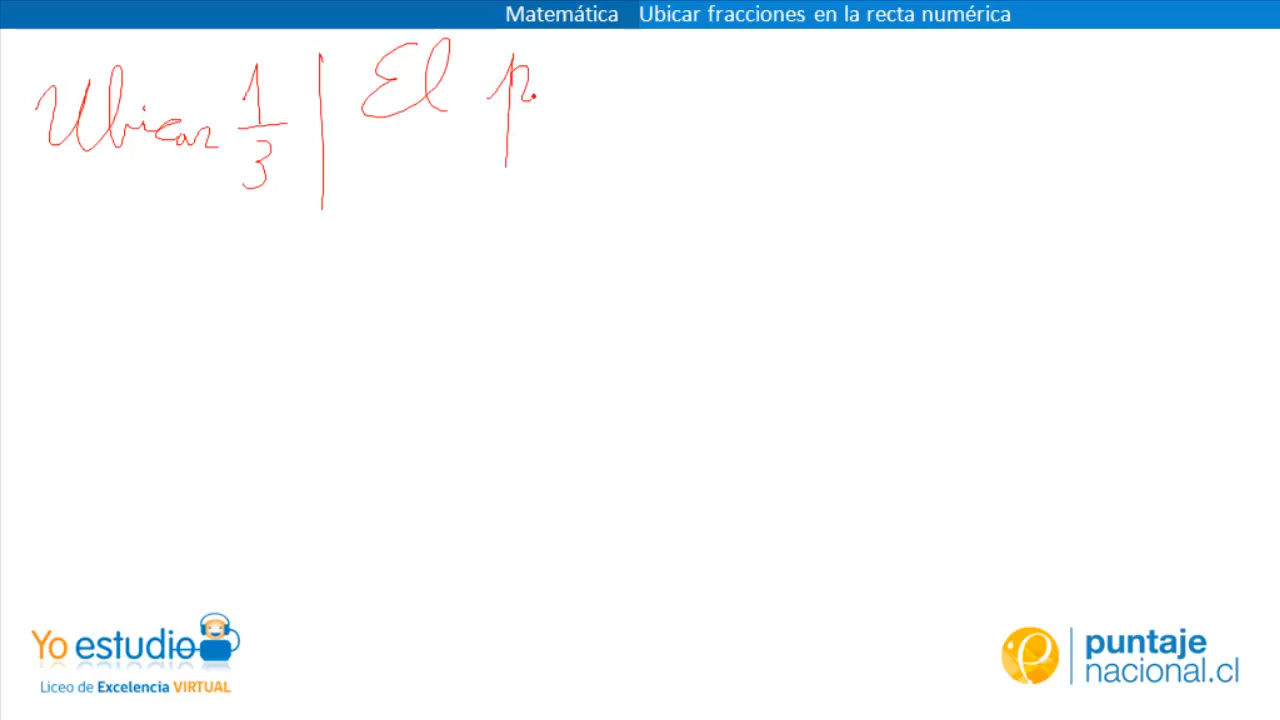 Matemática Ubicar fracciones en la recta numérica
Ubicar 1/3 | El p
Yo estudio
Liceo de Excelencia VIRTUAL
puntaje
nacional.cl